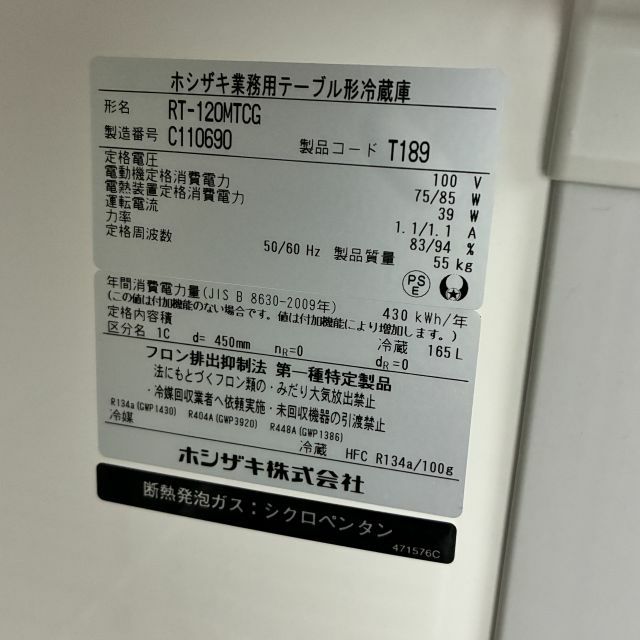 ホシザキ業務用テーブル形冷蔵庫
形名 RT-120MTCG
製造番号 C110690 製品コード T189
定格電圧 100 V
電動機定格消費電力 75/85 W
電熱装置定格消費電力 39 W
運転電流 1.1/1.1 A
力率 83/94 %
定格周波数 50/60 Hz 製品質量 55 kg
PS
E
年間消費電力量(JIS B 8630-2009年) 430 kWh/年
(この値は付加機能のない場合です。値は付加機能により増加します。)
定格内容積 冷蔵 165 L
区分名 1C d= 450mm nR=0 dR=0
フロン排出抑制法 第一種特定製品
法にもとづくフロン類の・みだり大気放出禁止
・冷媒回収業者へ依頼実施・未回収機器の引渡禁止
R134a(GWP1430) R404A(GWP3920) R448A(GWP1386)
冷媒 冷蔵 HFC R134a/100g
ホシザキ株式会社
断熱発泡ガス：シクロペンタン
471576C